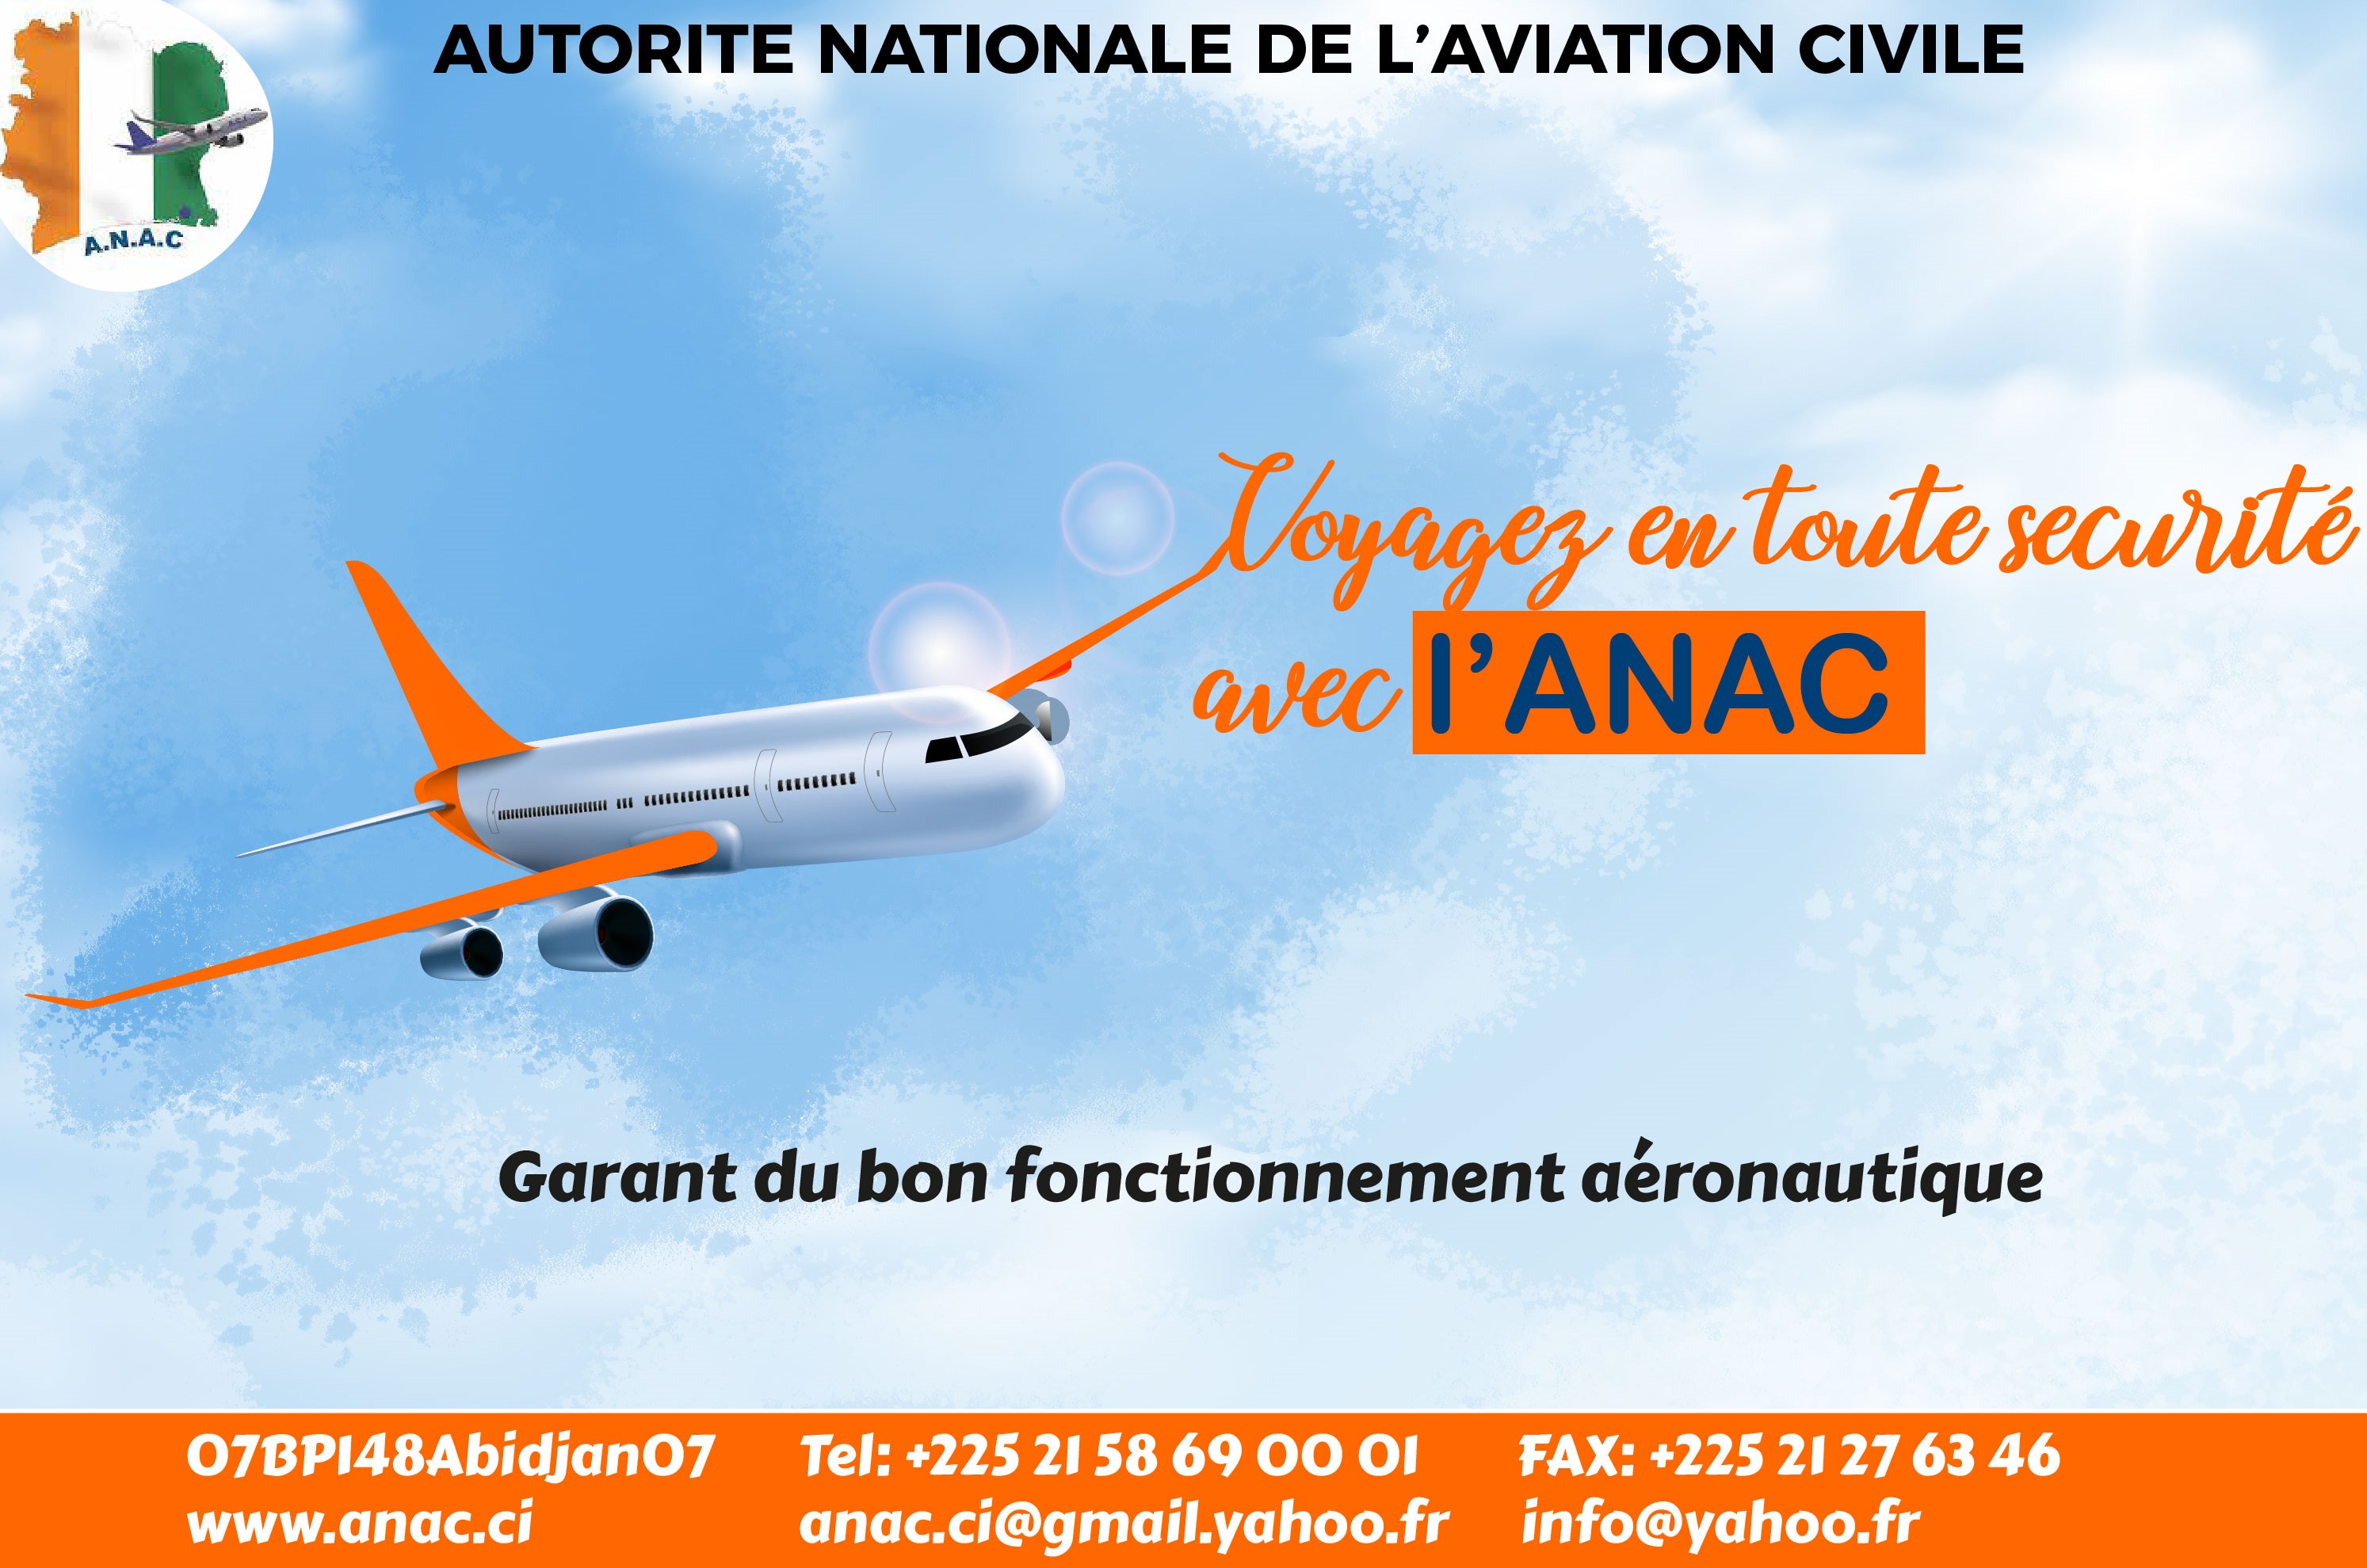 AUTORITE NATIONALE DE L’AVIATION CIVILE
A.N.A.C
Voyagez en toute securité
avec l’ANAC
Garant du bon fonctionnement aéronautique
07BP148Abidjan07
Tel: +225 21 58 69 00 01
FAX: +225 21 27 63 46
www.anac.ci
anac.ci@gmail.yahoo.fr
info@yahoo.fr